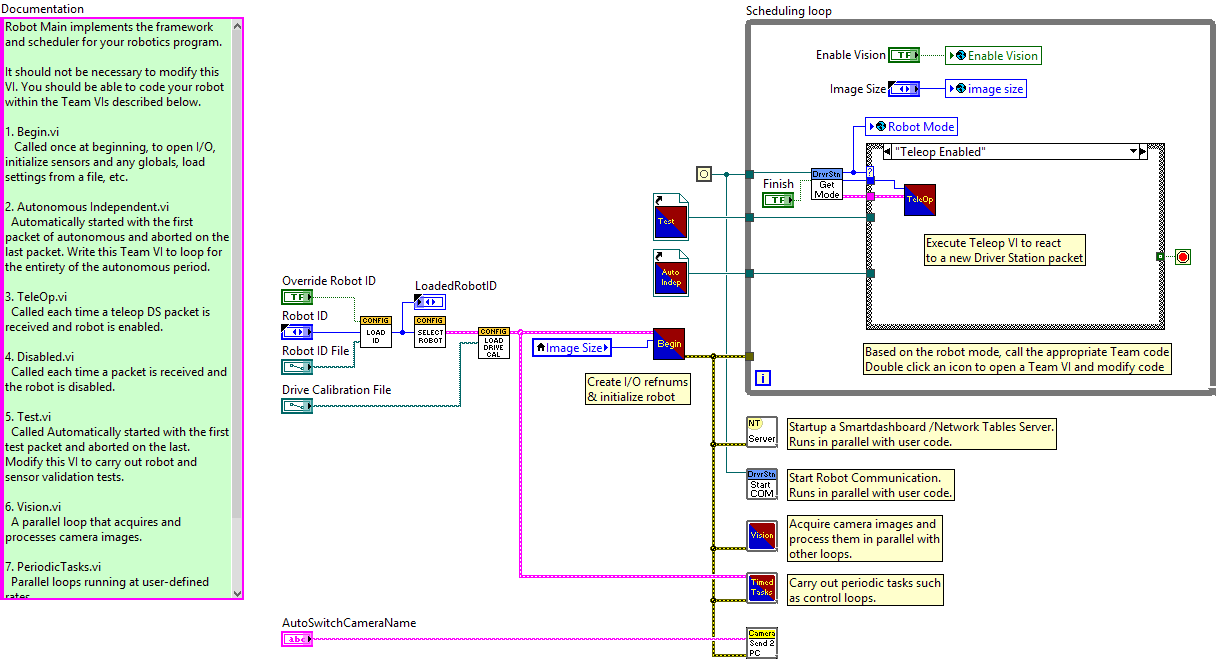 Documentation
Robot Main implements the framework
and scheduler for your robotics program.
It should not be necessary to modify this
VI. You should be able to code your robot
within the Team VIs described below.
1. Begin.vi
Called once at beginning, to open I/O,
initialize sensors and any globals, load
settings from a file, etc.
2. Autonomous Independent.vi
Automatically started with the first
packet of autonomous and aborted on the
last packet. Write this Team VI to loop for
the entirety of the autonomous period.
3. TeleOp.vi
Called each time a teleop DS packet is
received and robot is enabled.
4. Disabled.vi
Called each time a packet is received and
the robot is disabled.
5. Test.vi
Called Automatically started with the first
test packet and aborted on the last.
Modify this VI to carry out robot and
sensor validation tests.
6. Vision.vi
A parallel loop that acquires and
processes camera images.
7. PeriodicTasks.vi
Parallel loops running at user-defined
rates
Override Robot ID
TF
Robot ID
Robot ID File
Drive Calibration File
CONFIG
LOAD
ID
LoadedRobotID
CONFIG
SELECT
ROBOT
CONFIG
LOAD
DRIVE
CAL
Image Size
Begin
Create I/O refnums
& initialize robot
Test
Auto
Indep
AutoSwitchCameraName
abc
Scheduling loop
Enable Vision
TF
Enable Vision
Image Size
image size
Robot Mode
Finish
TF
DrvrStn
Get
Mode
"Teleop Enabled"
?
TeleOp
Execute Teleop VI to react
to a new Driver Station packet
Based on the robot mode, call the appropriate Team code
Double click an icon to open a Team VI and modify code
i
NT
Server
Startup a Smartdashboard /Network Tables Server.
Runs in parallel with user code.
DrvrStn
Start
COM
Start Robot Communication.
Runs in parallel with user code.
Vision
Acquire camera images and
process them in parallel with
other loops.
Timed
Tasks
Carry out periodic tasks such
as control loops.
Camera
Send 2
PC